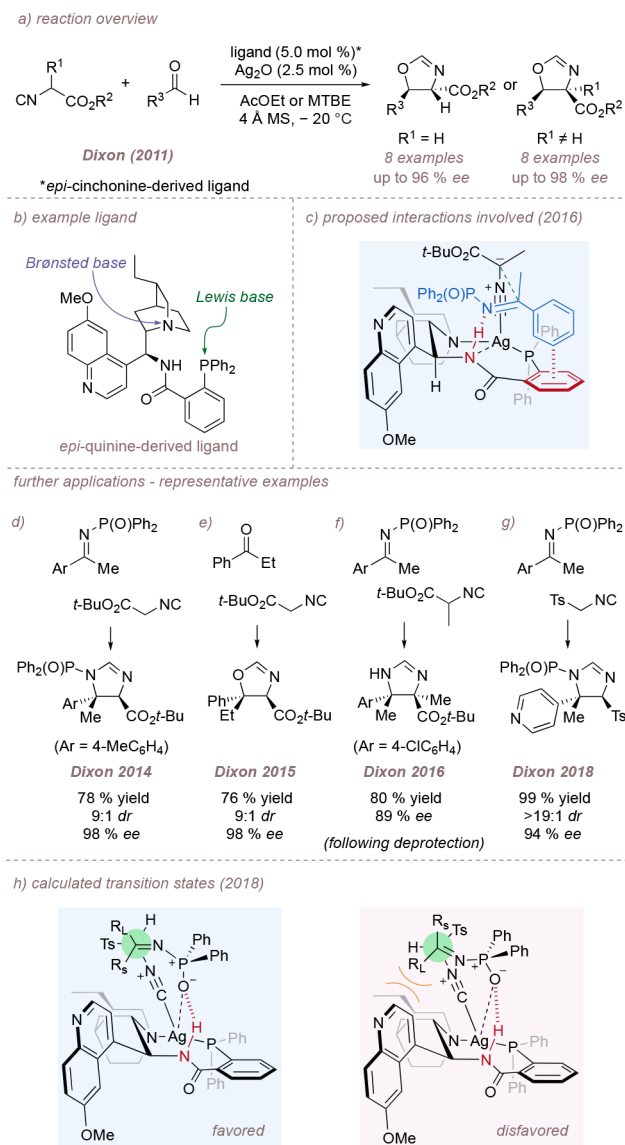 a) reaction overview
R1
CN
CO2R2
+
O
R3
H
ligand (5.0 mol %)*
Ag2O (2.5 mol %)
AcOEt or MTBE
4 Å MS, − 20 °C
O
N
CO2R2
R3
H
R1 = H
or
O
N
R1
R3
CO2R2
R1 ≠ H
Dixon (2011)
8 examples
up to 96 % ee
8 examples
up to 98 % ee
*epi-cinchonine-derived ligand
b) example ligand
Brønsted base
Lewis base
MeO
N
N
NH
PPh2
O
epi-quinine-derived ligand
c) proposed interactions involved (2016)
t-BuO2C
−
+
N
Ph2(O)P
N
H
N
N
Ag
P
Ph
Ph
N
H
O
OMe
further applications - representative examples
d)
e)
f)
g)
P(O)Ph2
N
Ar
Me
O
Ph
Et
P(O)Ph2
N
Ar
Me
P(O)Ph2
N
Ar
Me
t-BuO2C
NC
t-BuO2C
NC
t-BuO2C
NC
Ts
NC
Ph2(O)P
N
N
Ar
Me
CO2t-Bu
O
N
Ph
Et
CO2t-Bu
HN
N
Ar
Me
Me
CO2t-Bu
Ph2(O)P
N
N
N
Me
Ts
(Ar = 4-MeC6H4)
(Ar = 4-ClC6H4)
Dixon 2014
Dixon 2015
Dixon 2016
Dixon 2018
78 % yield
9:1 dr
98 % ee
76 % yield
9:1 dr
98 % ee
80 % yield
89 % ee
(following deprotection)
99 % yield
>19:1 dr
94 % ee
h) calculated transition states (2018)
RL
H
Ts
N
Ph
Ph
P
+
RS
N
+
O
−
C
H
N
N
Ag
P
Ph
Ph
N
O
OMe
favored
RS
Ts
H
N
Ph
Ph
P
+
RL
N
+
O
−
C
H
N
N
Ag
P
Ph
Ph
N
O
OMe
disfavored